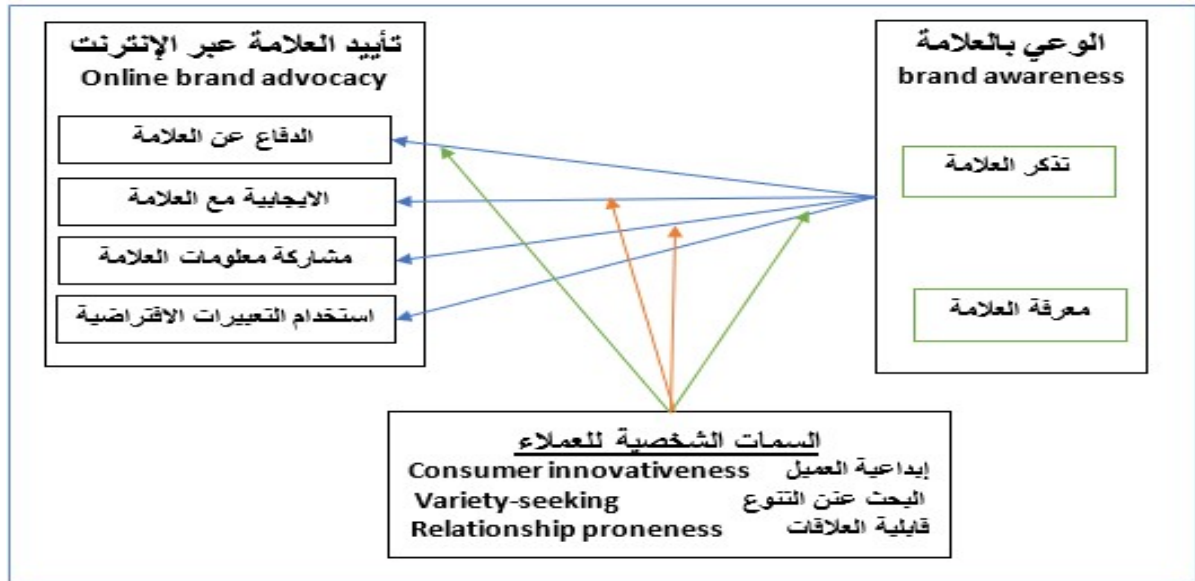 الوعي بالعلامة
brand awareness
تذكر العلامة
معرفة العلامة
تأييد العلامة عبر الإنترنت
Online brand advocacy
الدفاع عن العلامة
الايجابية مع العلامة
مشاركة معلومات العلامة
استخدام التعبيرات الافتراضية
السمات الشخصية للعملاء
إبداعية العميل Consumer innovativeness
البحث عتن التنوع Variety-seeking
قابلية العلاقات Relationship proneness